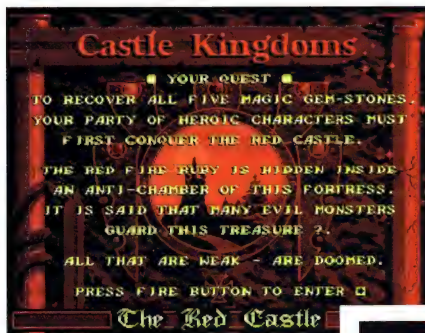 Castle Kingdoms
YOUR QUEST
TO RECOVER ALL FIVE MAGIC GEM-STONES.
YOUR PARTY OF HEROIC CHARACTERS MUST
FIRST CONQUER THE RED CASTLE.
THE RED FIRE RUBY IS HIDDEN INSIDE
AN ANTI-CHAMBER OF THIS FORTRESS.
IT IS SAID THAT MANY EVIL MONSTERS
GUARD THIS TREASURE ?.
ALL THAT ARE WEAK - ARE DOOMED.
PRESS FIRE BUTTON TO ENTER
The Red Castle